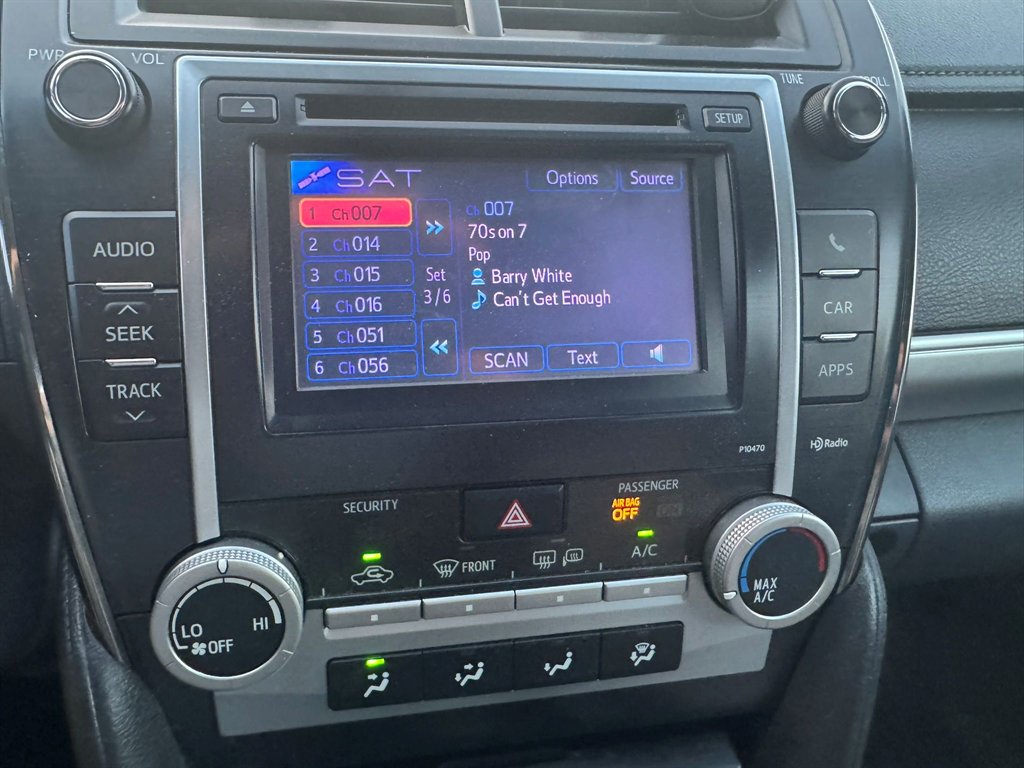 PWR VOL
TUNE SCROLL
SETUP
SAT
Options Source
1 Ch 007
2 Ch 014
3 Ch 015
4 Ch 016
5 Ch 051
6 Ch 056
>>
Set
3/6
<<
Ch 007
70s on 7
Pop
Barry White
Can't Get Enough
SCAN Text
AUDIO
SEEK
TRACK
CAR
APPS
P10470
HD Radio
SECURITY
PASSENGER
AIR BAG
OFF ON
FRONT
A/C
LO HI
OFF
MAX
A/C